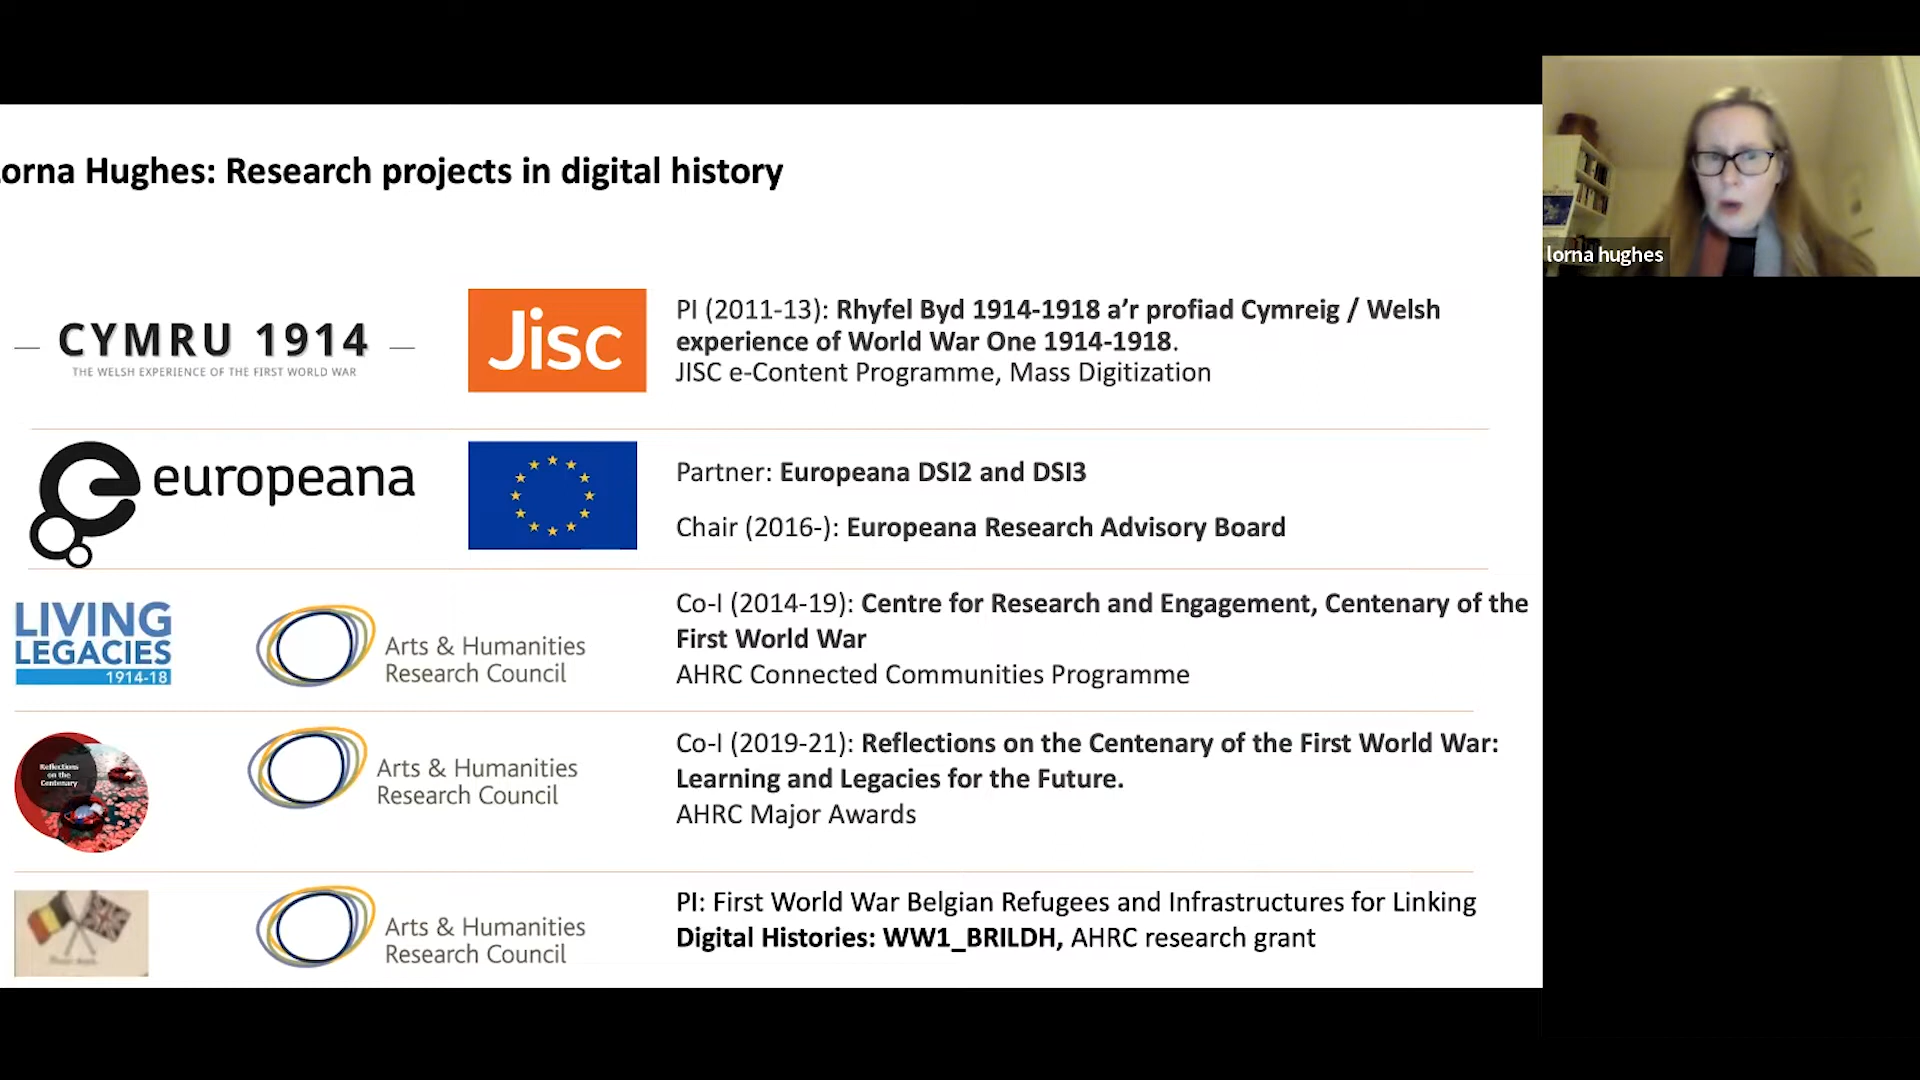 orna Hughes: Research projects in digital history
lorna hughes
CYMRU 1914
THE WELSH EXPERIENCE OF THE FIRST WORLD WAR
Jisc
PI (2011-13): Rhyfel Byd 1914-1918 a’r profiad Cymreig / Welsh
experience of World War One 1914-1918.
JISC e-Content Programme, Mass Digitization
europeana
Partner: Europeana DSI2 and DSI3
Chair (2016-): Europeana Research Advisory Board
LIVING
LEGACIES
1914-18
Arts & Humanities
Research Council
Co-I (2014-19): Centre for Research and Engagement, Centenary of the
First World War
AHRC Connected Communities Programme
Reflections
on the
Centenary
Arts & Humanities
Research Council
Co-I (2019-21): Reflections on the Centenary of the First World War:
Learning and Legacies for the Future.
AHRC Major Awards
Arts & Humanities
Research Council
PI: First World War Belgian Refugees and Infrastructures for Linking
Digital Histories: WW1_BRILDH, AHRC research grant